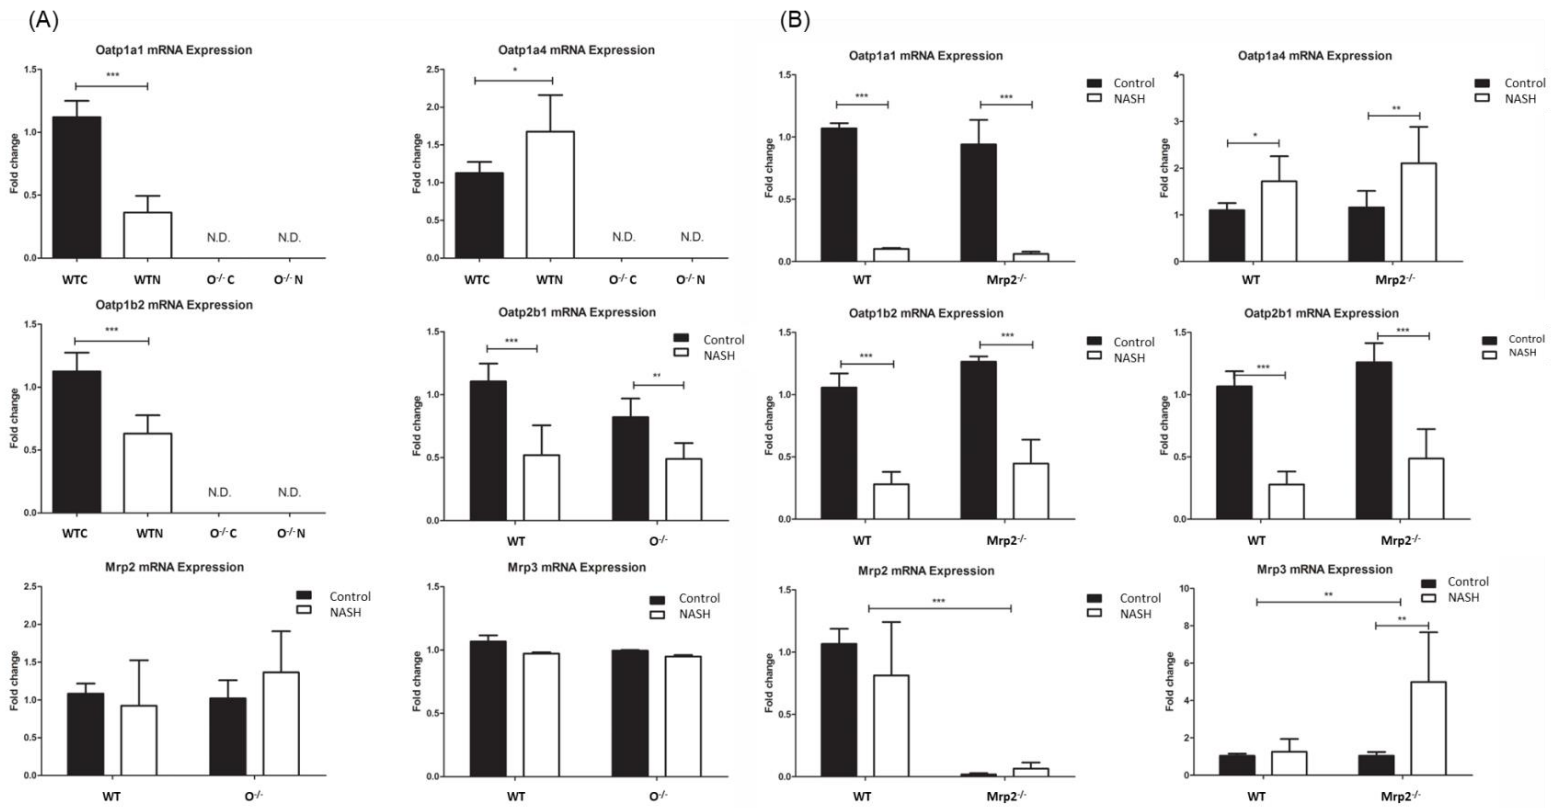 (A)
Oatp1a1 mRNA Expression
Fold change
1.5
1.0
0.5
0.0
***
N.D.
N.D.
WTC
WTN
O-/- C
O-/- N
Oatp1a4 mRNA Expression
Fold change
2.5
2.0
1.5
1.0
0.5
0.0
*
N.D.
N.D.
WTC
WTN
O-/- C
O-/- N
Oatp1b2 mRNA Expression
Fold change
1.5
1.0
0.5
0.0
***
N.D.
N.D.
WTC
WTN
O-/- C
O-/- N
Oatp2b1 mRNA Expression
Fold change
1.5
1.0
0.5
0.0
***
**
Control
NASH
WT
O-/-
Mrp2 mRNA Expression
Fold change
2.5
2.0
1.5
1.0
0.5
0.0
Control
NASH
WT
O-/-
Mrp3 mRNA Expression
Fold change
1.5
1.0
0.5
0.0
Control
NASH
WT
O-/-
(B)
Oatp1a1 mRNA Expression
Fold change
1.5
1.0
0.5
0.0
***
***
Control
NASH
WT
Mrp2-/-
Oatp1a4 mRNA Expression
Fold change
4
3
2
1
0
*
**
Control
NASH
WT
Mrp2-/-
Oatp1b2 mRNA Expression
Fold change
1.5
1.0
0.5
0.0
***
***
Control
NASH
WT
Mrp2-/-
Oatp2b1 mRNA Expression
Fold change
1.5
1.0
0.5
0.0
***
***
Control
NASH
WT
Mrp2-/-
Mrp2 mRNA Expression
Fold change
1.5
1.0
0.5
0.0
***
Control
NASH
WT
Mrp2-/-
Mrp3 mRNA Expression
Fold change
10
8
6
4
2
0
**
**
Control
NASH
WT
Mrp2-/-